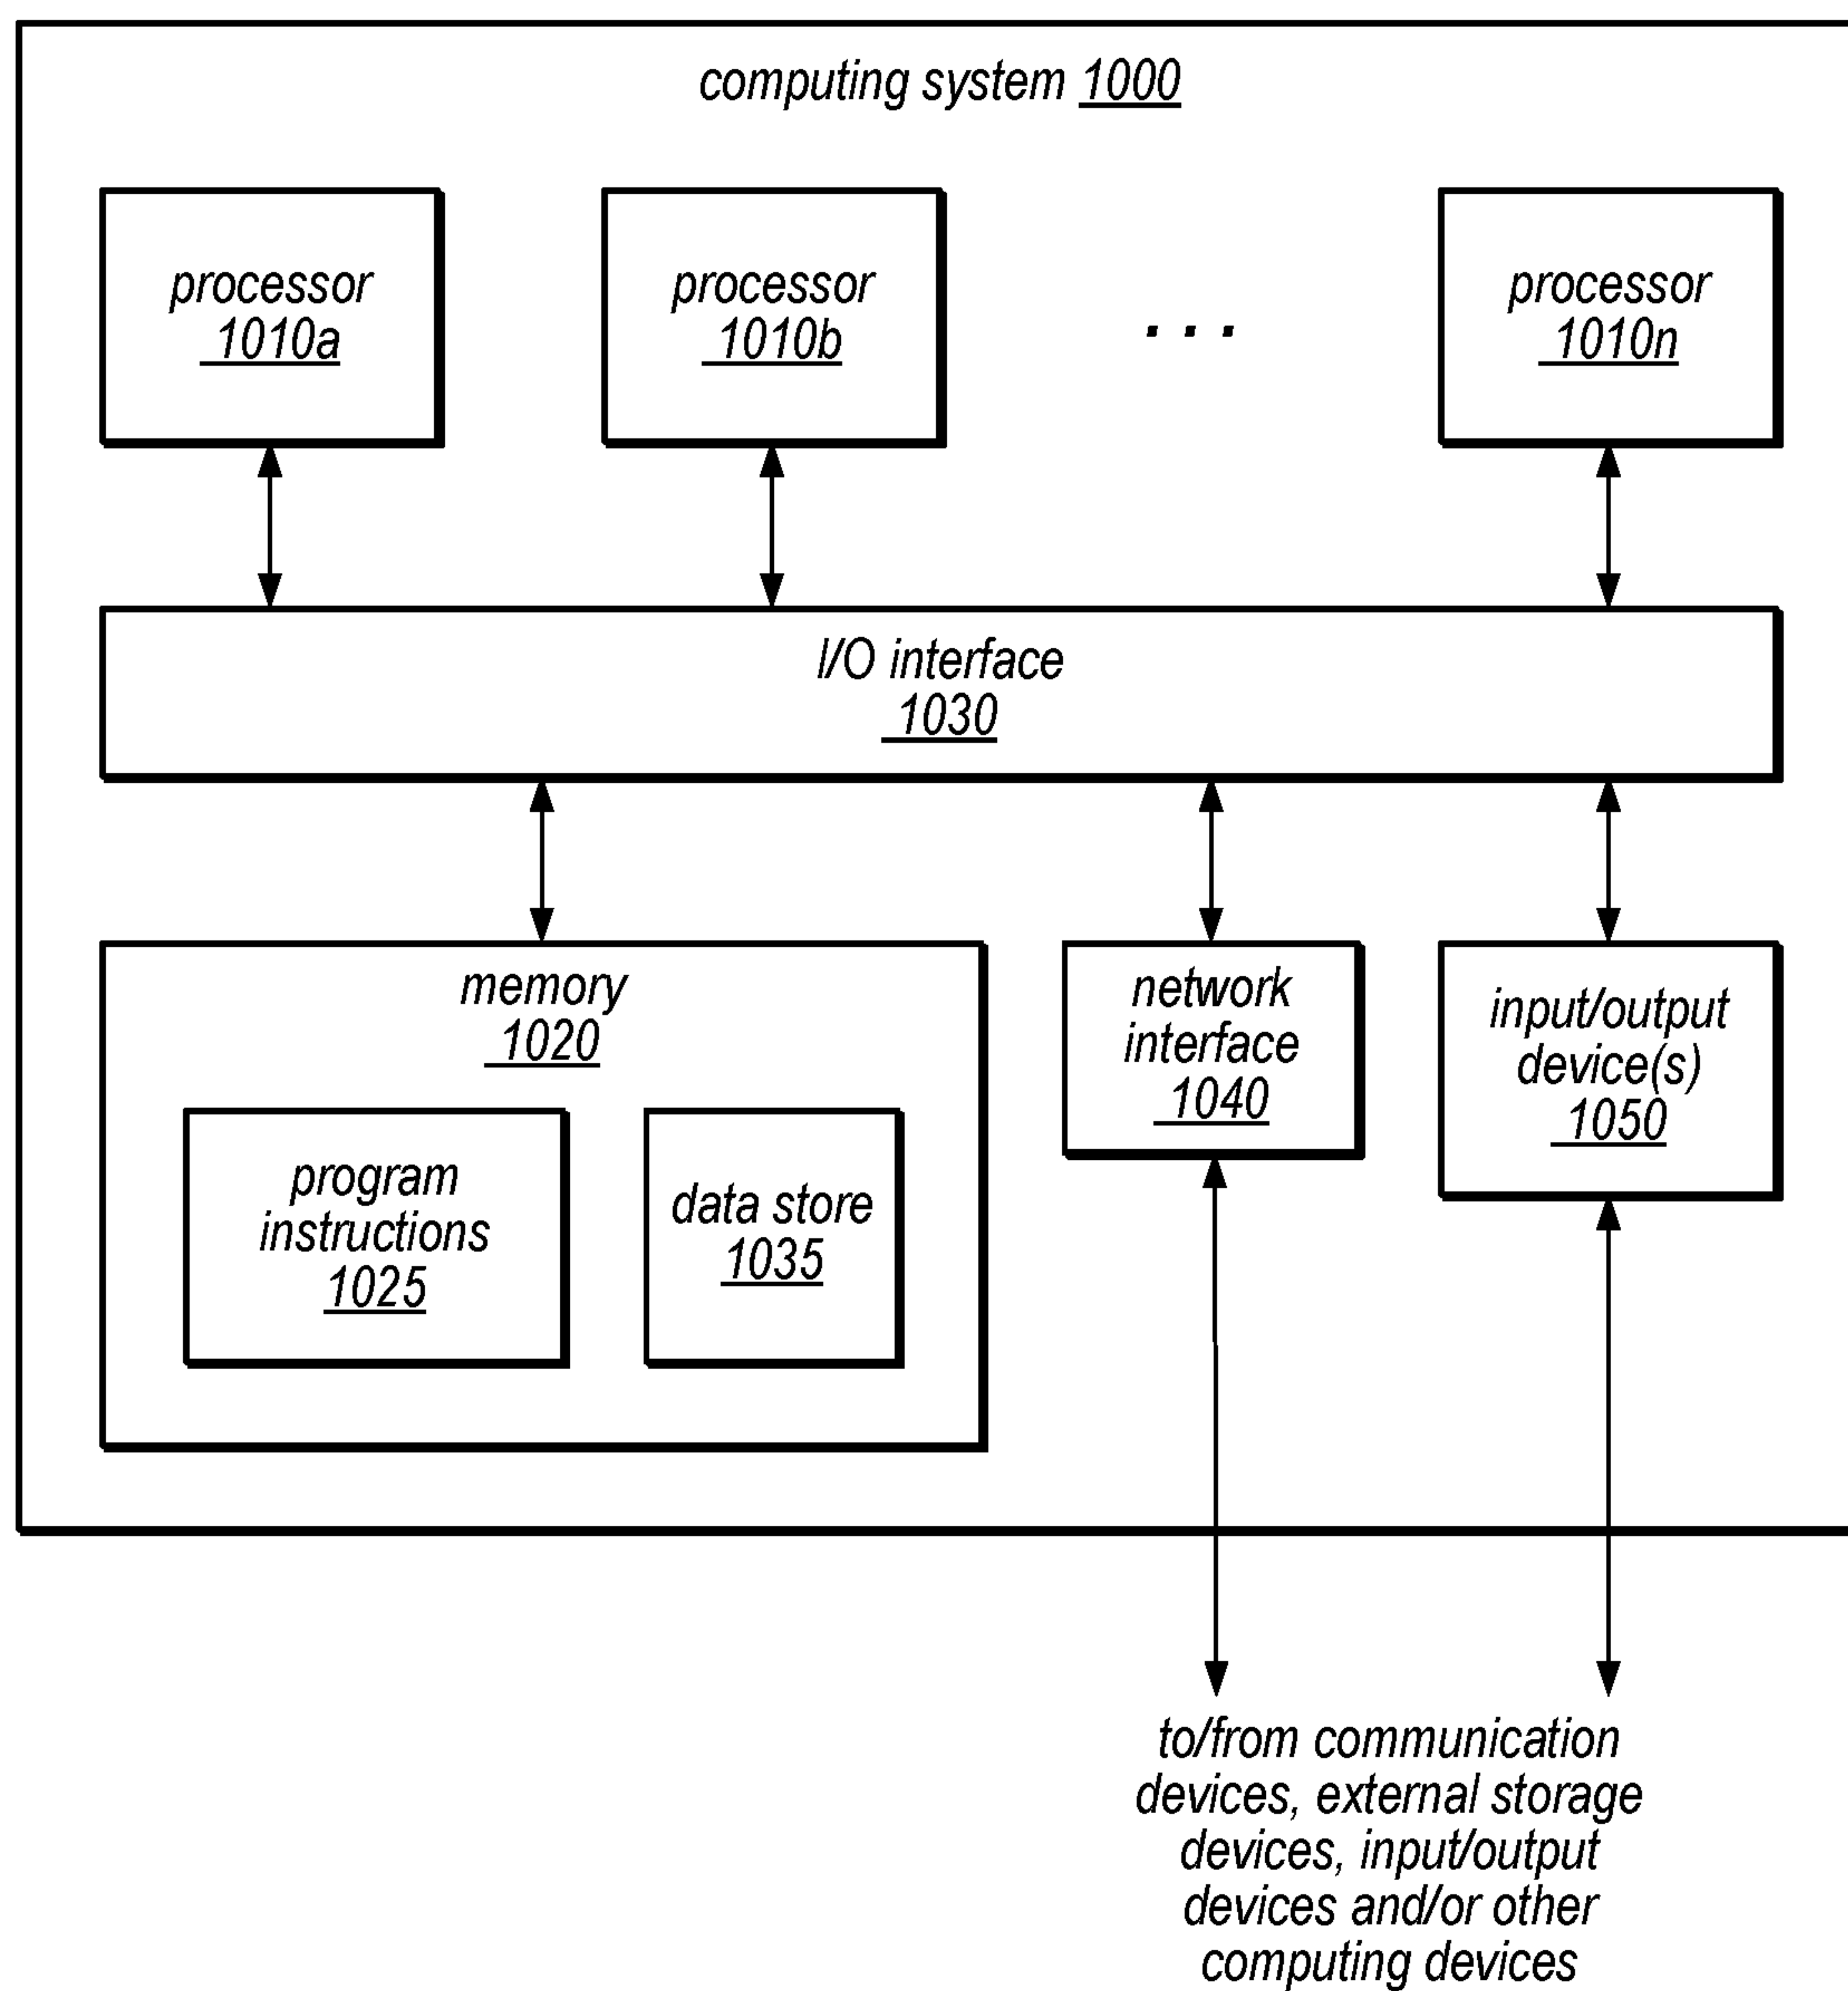 computing system 1000
processor
1010a
processor
1010b
. . .
processor
1010n
I/O interface
1030
memory
1020
program
instructions
1025
data store
1035
network
interface
1040
input/output
device(s)
1050
to/from communication
devices, external storage
devices, input/output
devices and/or other
computing devices